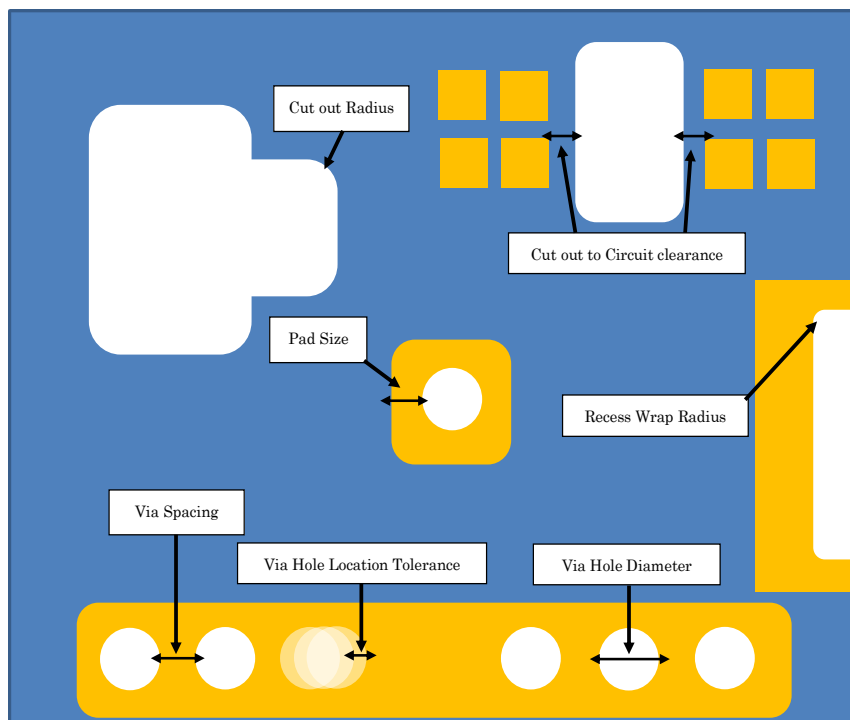 Cut out Radius
Cut out to Circuit clearance
Pad Size
Recess Wrap Radius
Via Spacing
Via Hole Location Tolerance
Via Hole Diameter